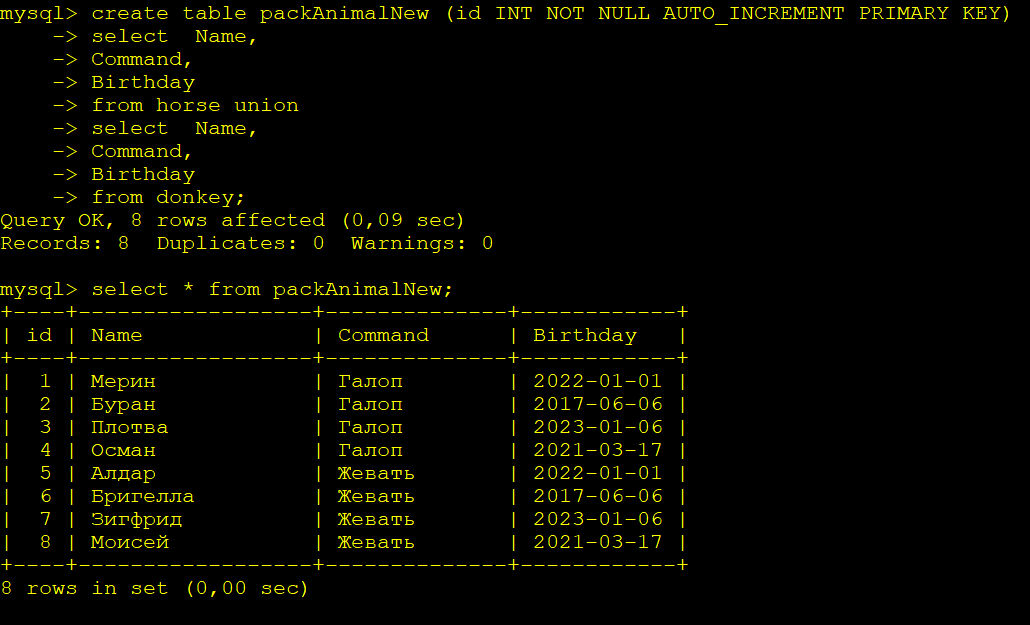 mysql> create table packAnimalNew (id INT NOT NULL AUTO_INCREMENT PRIMARY KEY)
    -> select  Name,
    -> Command,
    -> Birthday
    -> from horse union
    -> select  Name,
    -> Command,
    -> Birthday
    -> from donkey;
Query OK, 8 rows affected (0,09 sec)
Records: 8  Duplicates: 0  Warnings: 0

mysql> select * from packAnimalNew;
+----+------------------+--------------+------------+
| id | Name             | Command      | Birthday   |
+----+------------------+--------------+------------+
|  1 | Мерин            | Галоп        | 2022-01-01 |
|  2 | Буран            | Галоп        | 2017-06-06 |
|  3 | Плотва           | Галоп        | 2023-01-06 |
|  4 | Осман            | Галоп        | 2021-03-17 |
|  5 | Алдар            | Жевать       | 2022-01-01 |
|  6 | Бригелла         | Жевать       | 2017-06-06 |
|  7 | Зигфрид          | Жевать       | 2023-01-06 |
|  8 | Моисей           | Жевать       | 2021-03-17 |
+----+------------------+--------------+------------+
8 rows in set (0,00 sec)